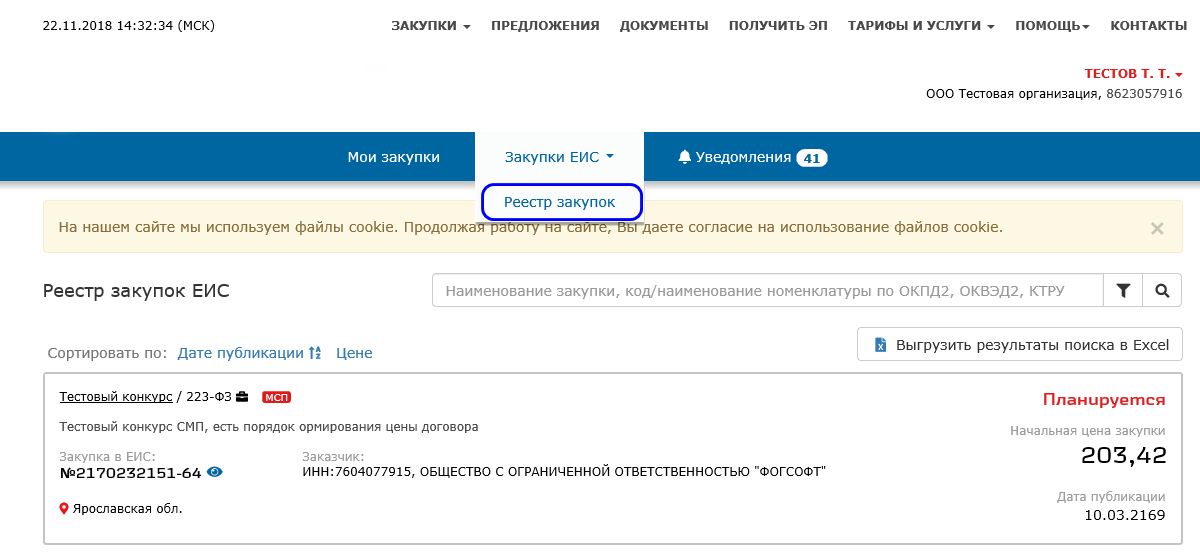 22.11.2018 14:32:34 (МСК)
ЗАКУПКИ ПРЕДЛОЖЕНИЯ ДОКУМЕНТЫ ПОЛУЧИТЬ ЭП ТАРИФЫ И УСЛУГИ ПОМОЩЬ КОНТАКТЫ
ТЕСТОВ Т. Т.
ООО Тестовая организация, 8623057916
Мои закупки Закупки ЕИС Уведомления 41
Реестр закупок
На нашем сайте мы используем файлы cookie. Продолжая работу на сайте, Вы даете согласие на использование файлов cookie. ×
Реестр закупок ЕИС
Наименование закупки, код/наименование номенклатуры по ОКПД2, ОКВЭД2, КТРУ
Сортировать по: Дате публикации Цене
Выгрузить результаты поиска в Excel
Тестовый конкурс / 223-ФЗ МСП
Планируется
Тестовый конкурс СМП, есть порядок ормирования цены договора
Начальная цена закупки
203,42
Закупка в ЕИС:
№2170232151-64
Заказчик:
ИНН:7604077915, ОБЩЕСТВО С ОГРАНИЧЕННОЙ ОТВЕТСТВЕННОСТЬЮ "ФОГСОФТ"
Дата публикации
10.03.2169
Ярославская обл.